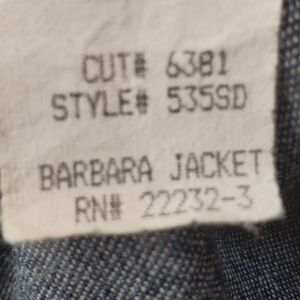 CUT# 6381
STYLE# 535SD
BARBARA JACKET
RN# 22232-3